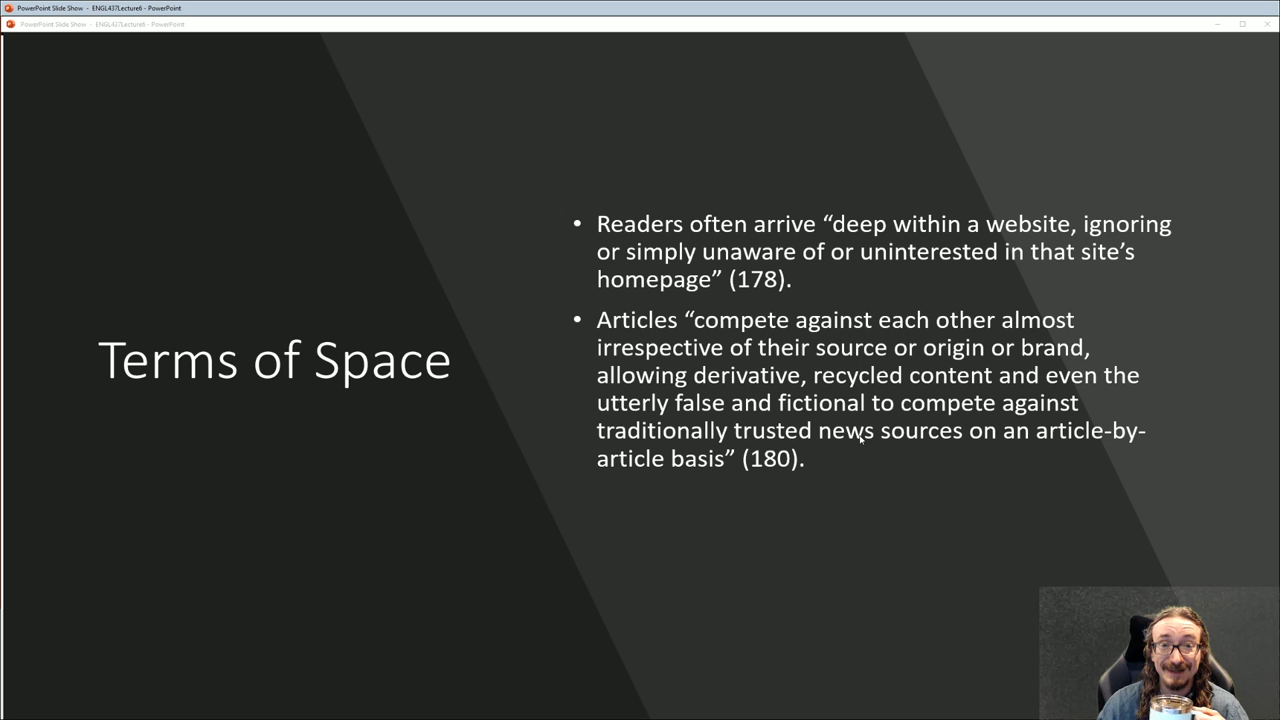 PowerPoint Slide Show - ENGL437Lecture6 - PowerPoint
PowerPoint Slide Show - ENGL437Lecture6 - PowerPoint
Terms of Space
• Readers often arrive “deep within a website, ignoring
or simply unaware of or uninterested in that site’s
homepage” (178).
• Articles “compete against each other almost
irrespective of their source or origin or brand,
allowing derivative, recycled content and even the
utterly false and fictional to compete against
traditionally trusted news sources on an article-by-
article basis” (180).